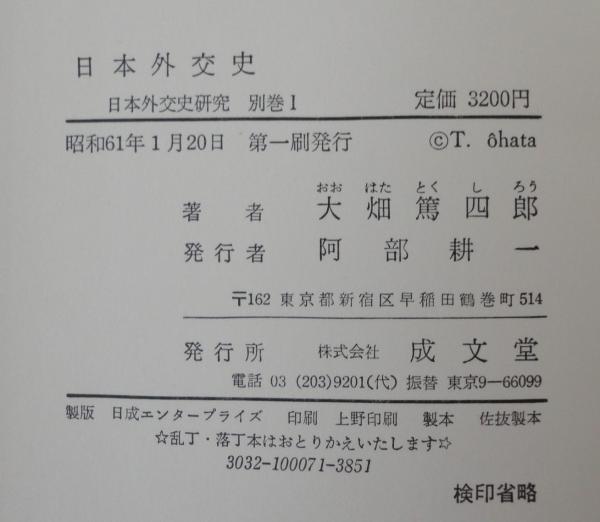 日本外交史
日本外交史研究 別巻 I 定価 3200円
昭和61年1月20日 第一刷発行 ©T. ôhata
おお はた とく し ろう
著者 大畑篤四郎
発行者 阿部耕一
〒162 東京都新宿区早稲田鶴巻町514
発行所 株式会社 成文堂
電話 03 (203)9201(代) 振替 東京9―66099
製版 日成エンタープライズ 印刷 上野印刷 製本 佐抜製本
☆乱丁・落丁本はおとりかえいたします☆
3032-100071-3851
検印省略